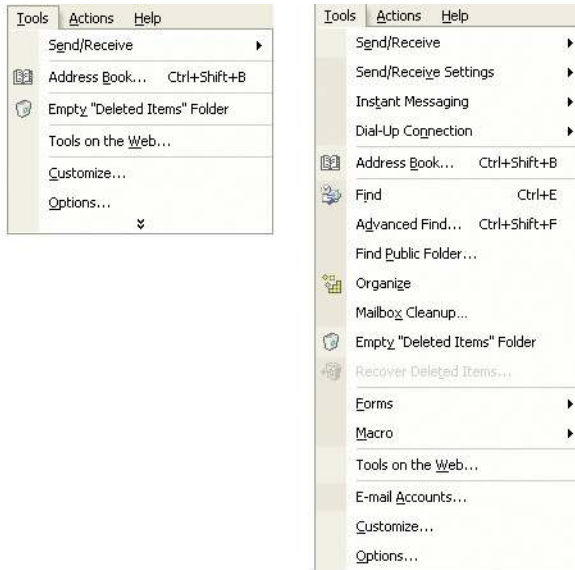 Tools Actions Help
Send/Receive
Address Book... Ctrl+Shift+B
Empty "Deleted Items" Folder
Tools on the Web...
Customize...
Options...
Tools Actions Help
Send/Receive
Send/Receive Settings
Instant Messaging
Dial-Up Connection
Address Book... Ctrl+Shift+B
Find Ctrl+E
Advanced Find... Ctrl+Shift+F
Find Public Folder...
Organize
Mailbox Cleanup...
Empty "Deleted Items" Folder
Recover Deleted Items...
Forms
Macro
Tools on the Web...
E-mail Accounts...
Customize...
Options...